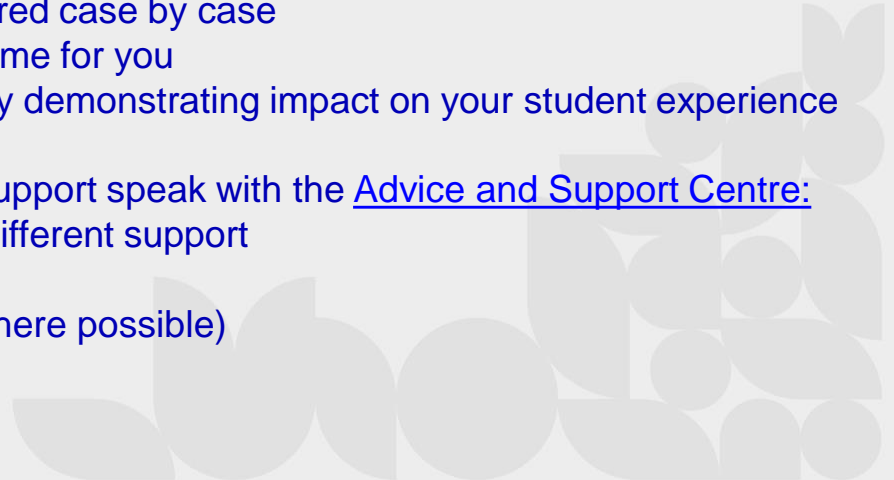 red case by case
me for you
y demonstrating impact on your student experience
upport speak with the Advice and Support Centre:
ifferent support
here possible)